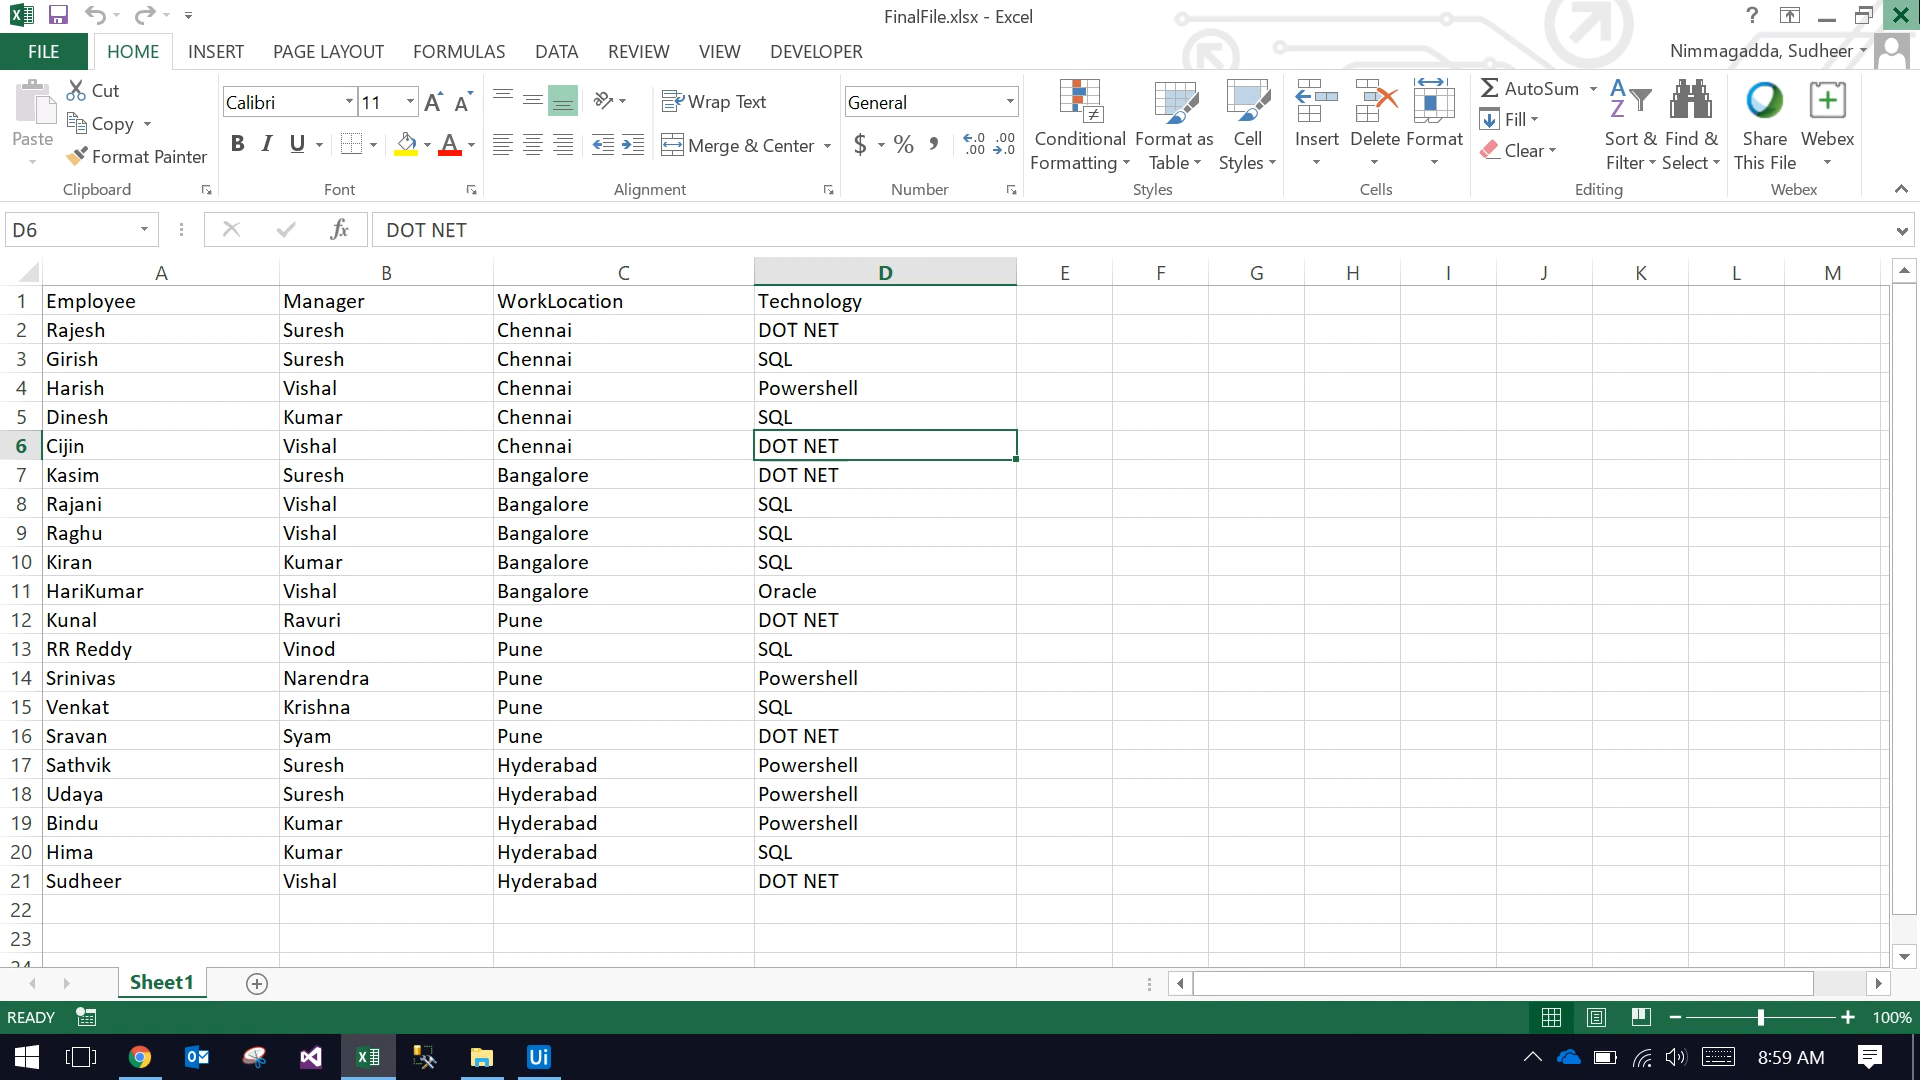 FinalFile.xlsx - Excel
FILE HOME INSERT PAGE LAYOUT FORMULAS DATA REVIEW VIEW DEVELOPER Nimmagadda, Sudheer
Cut
Copy
Format Painter
Paste
Clipboard
Calibri 11
B I U
Font
Wrap Text
Merge & Center
Alignment
General
$ %
Number
Conditional Formatting
Format as Table
Cell Styles
Styles
Insert Delete Format
Cells
AutoSum
Fill
Clear
Sort & Filter
Find & Select
Editing
Share This File
Webex
Webex
D6 fx DOT NET
A B C D E F G H I J K L M
1 Employee Manager WorkLocation Technology
2 Rajesh Suresh Chennai DOT NET
3 Girish Suresh Chennai SQL
4 Harish Vishal Chennai Powershell
5 Dinesh Kumar Chennai SQL
6 Cijin Vishal Chennai DOT NET
7 Kasim Suresh Bangalore DOT NET
8 Rajani Vishal Bangalore SQL
9 Raghu Vishal Bangalore SQL
10 Kiran Kumar Bangalore SQL
11 HariKumar Vishal Bangalore Oracle
12 Kunal Ravuri Pune DOT NET
13 RR Reddy Vinod Pune SQL
14 Srinivas Narendra Pune Powershell
15 Venkat Krishna Pune SQL
16 Sravan Syam Pune DOT NET
17 Sathvik Suresh Hyderabad Powershell
18 Udaya Suresh Hyderabad Powershell
19 Bindu Kumar Hyderabad Powershell
20 Hima Kumar Hyderabad SQL
21 Sudheer Vishal Hyderabad DOT NET
22
23
24
Sheet1
READY 100%
Ui 8:59 AM